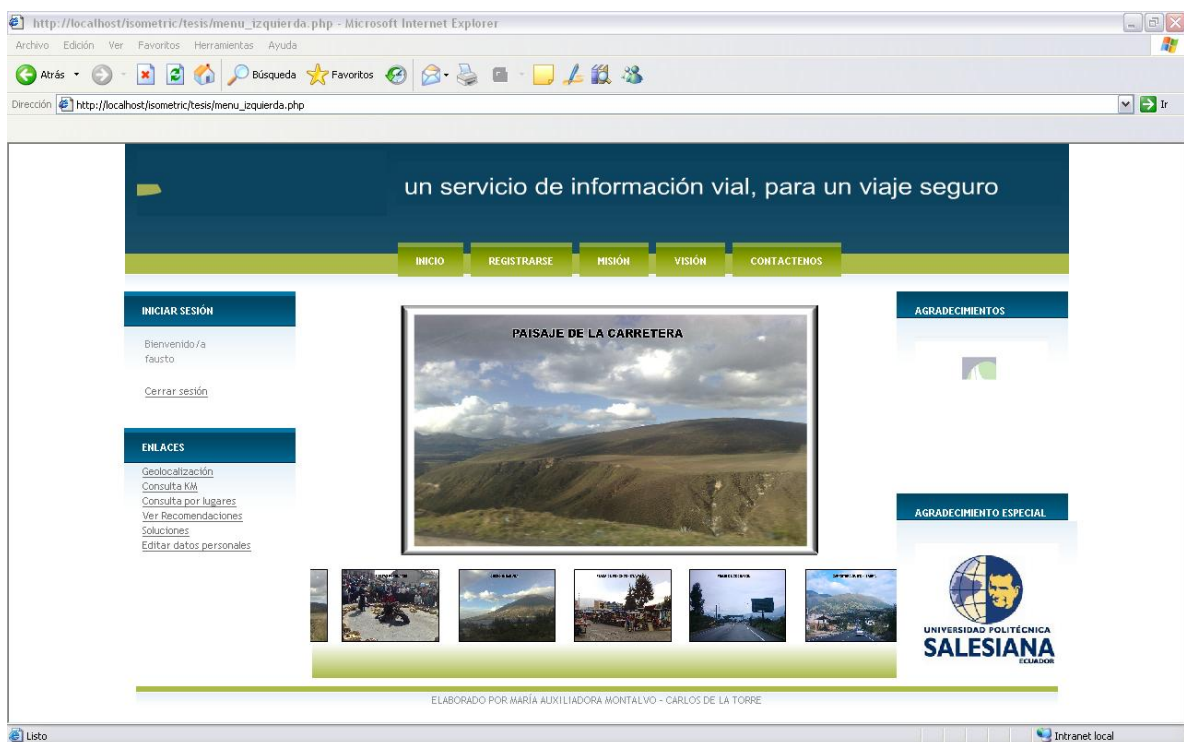 http://localhost/isometric/tesis/menu_izquierda.php - Microsoft Internet Explorer
Archivo Edición Ver Favoritos Herramientas Ayuda
Atrás Búsqueda Favoritos
Dirección http://localhost/isometric/tesis/menu_izquierda.php Ir
un servicio de información vial, para un viaje seguro
INICIO REGISTRARSE MISIÓN VISIÓN CONTACTENOS
INICIAR SESIÓN
Bienvenido/a
fausto
Cerrar sesión
ENLACES
Geolocalización
Consulta KM
Consulta por lugares
Ver Recomendaciones
Soluciones
Editar datos personales
PAISAJE DE LA CARRETERA
AGRADECIMIENTOS
AGRADECIMIENTO ESPECIAL
UNIVERSIDAD POLITÉCNICA
SALESIANA
ECUADOR
ELABORADO POR MARÍA AUXILIADORA MONTALVO - CARLOS DE LA TORRE
Listo Intranet local